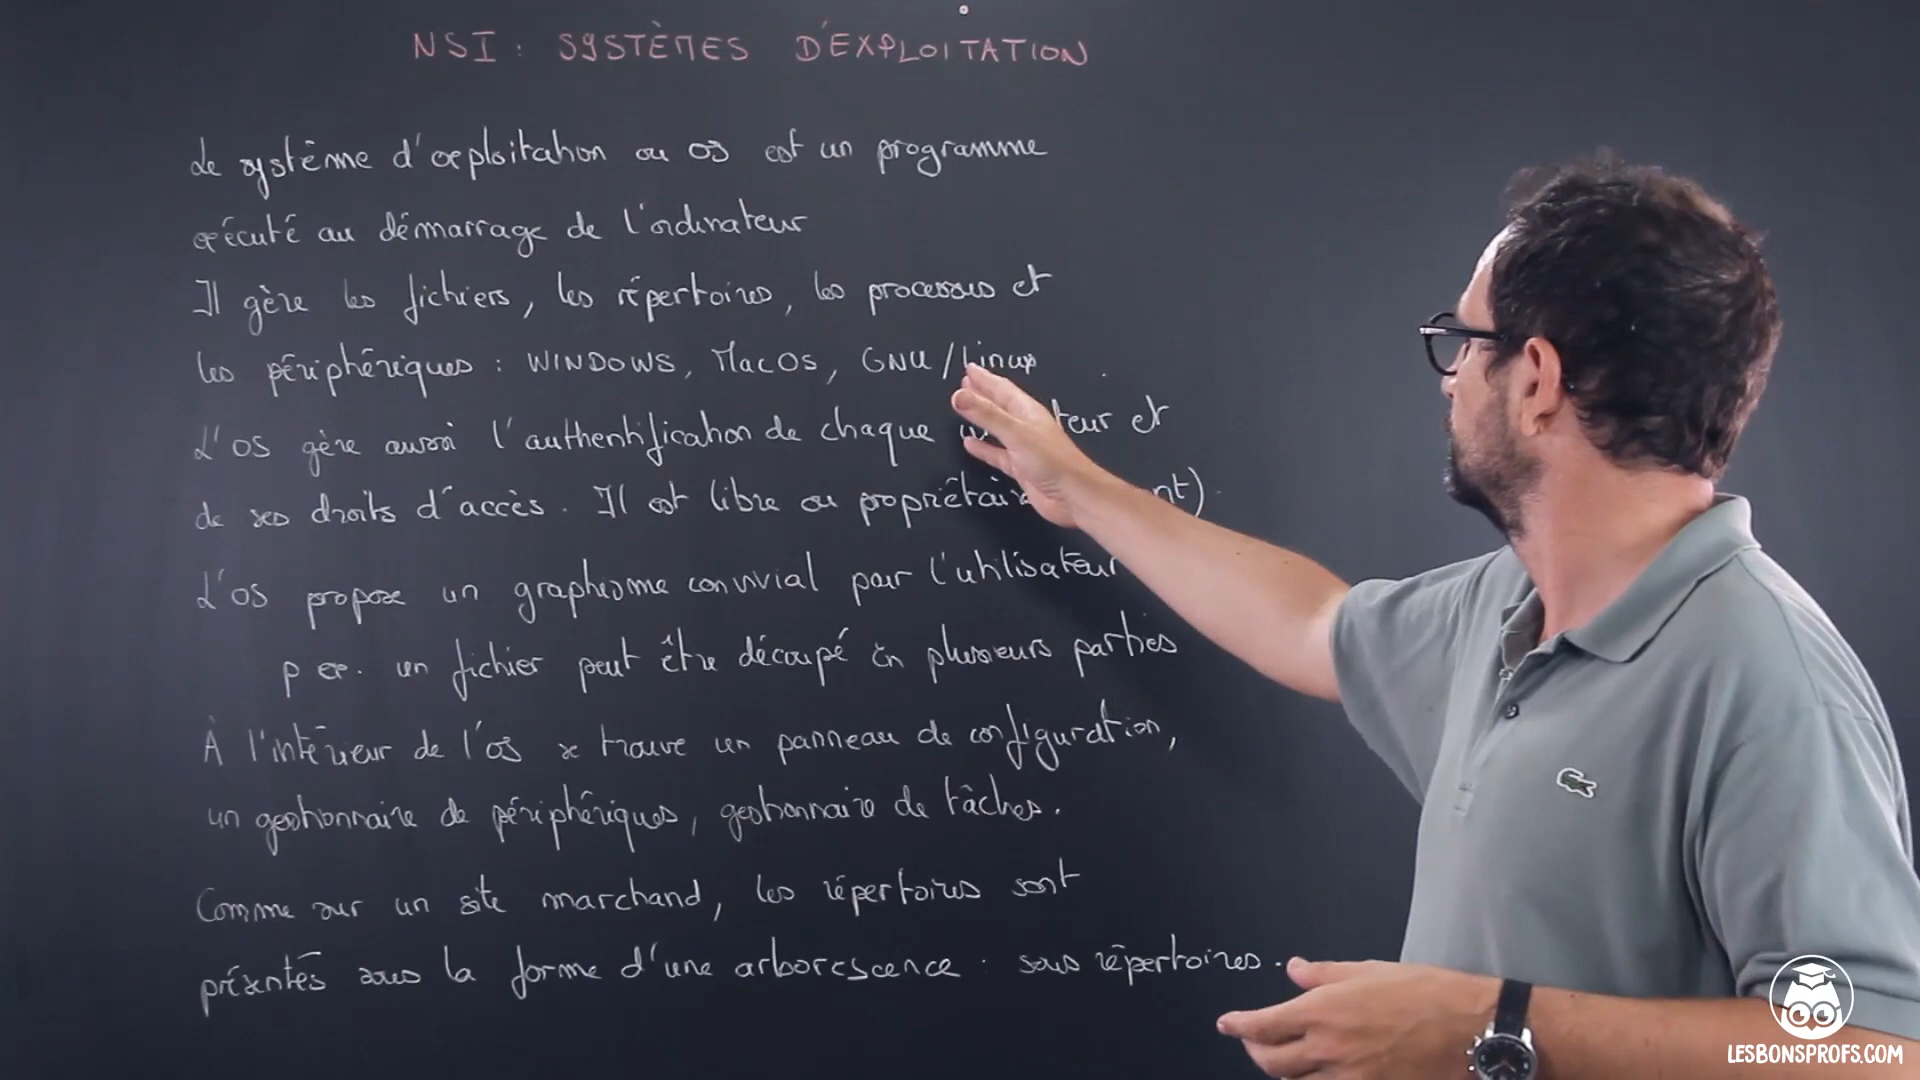 NSI : SYSTÈMES D'EXPLOITATION
Le système d'exploitation ou OS est un programme
exécuté au démarrage de l'ordinateur
Il gère les fichiers, les répertoires, les processus et
les périphériques : WINDOWS, MacOS, GNU/Linux
L'OS gère aussi l'authentification de chaque teur et
de ses droits d'accès. Il est libre ou propriétair nt).
L'OS propose un graphisme convivial par l'utilisateur
p ex. un fichier peut être découpé en plusieurs parties
À l'intérieur de l'OS se trouve un panneau de configuration,
un gestionnaire de périphériques, gestionnaire de tâches.
Comme sur un site marchand, les répertoires sont
présentés sous la forme d'une arborescence : sous répertoires.
LESBONSPROFS.COM